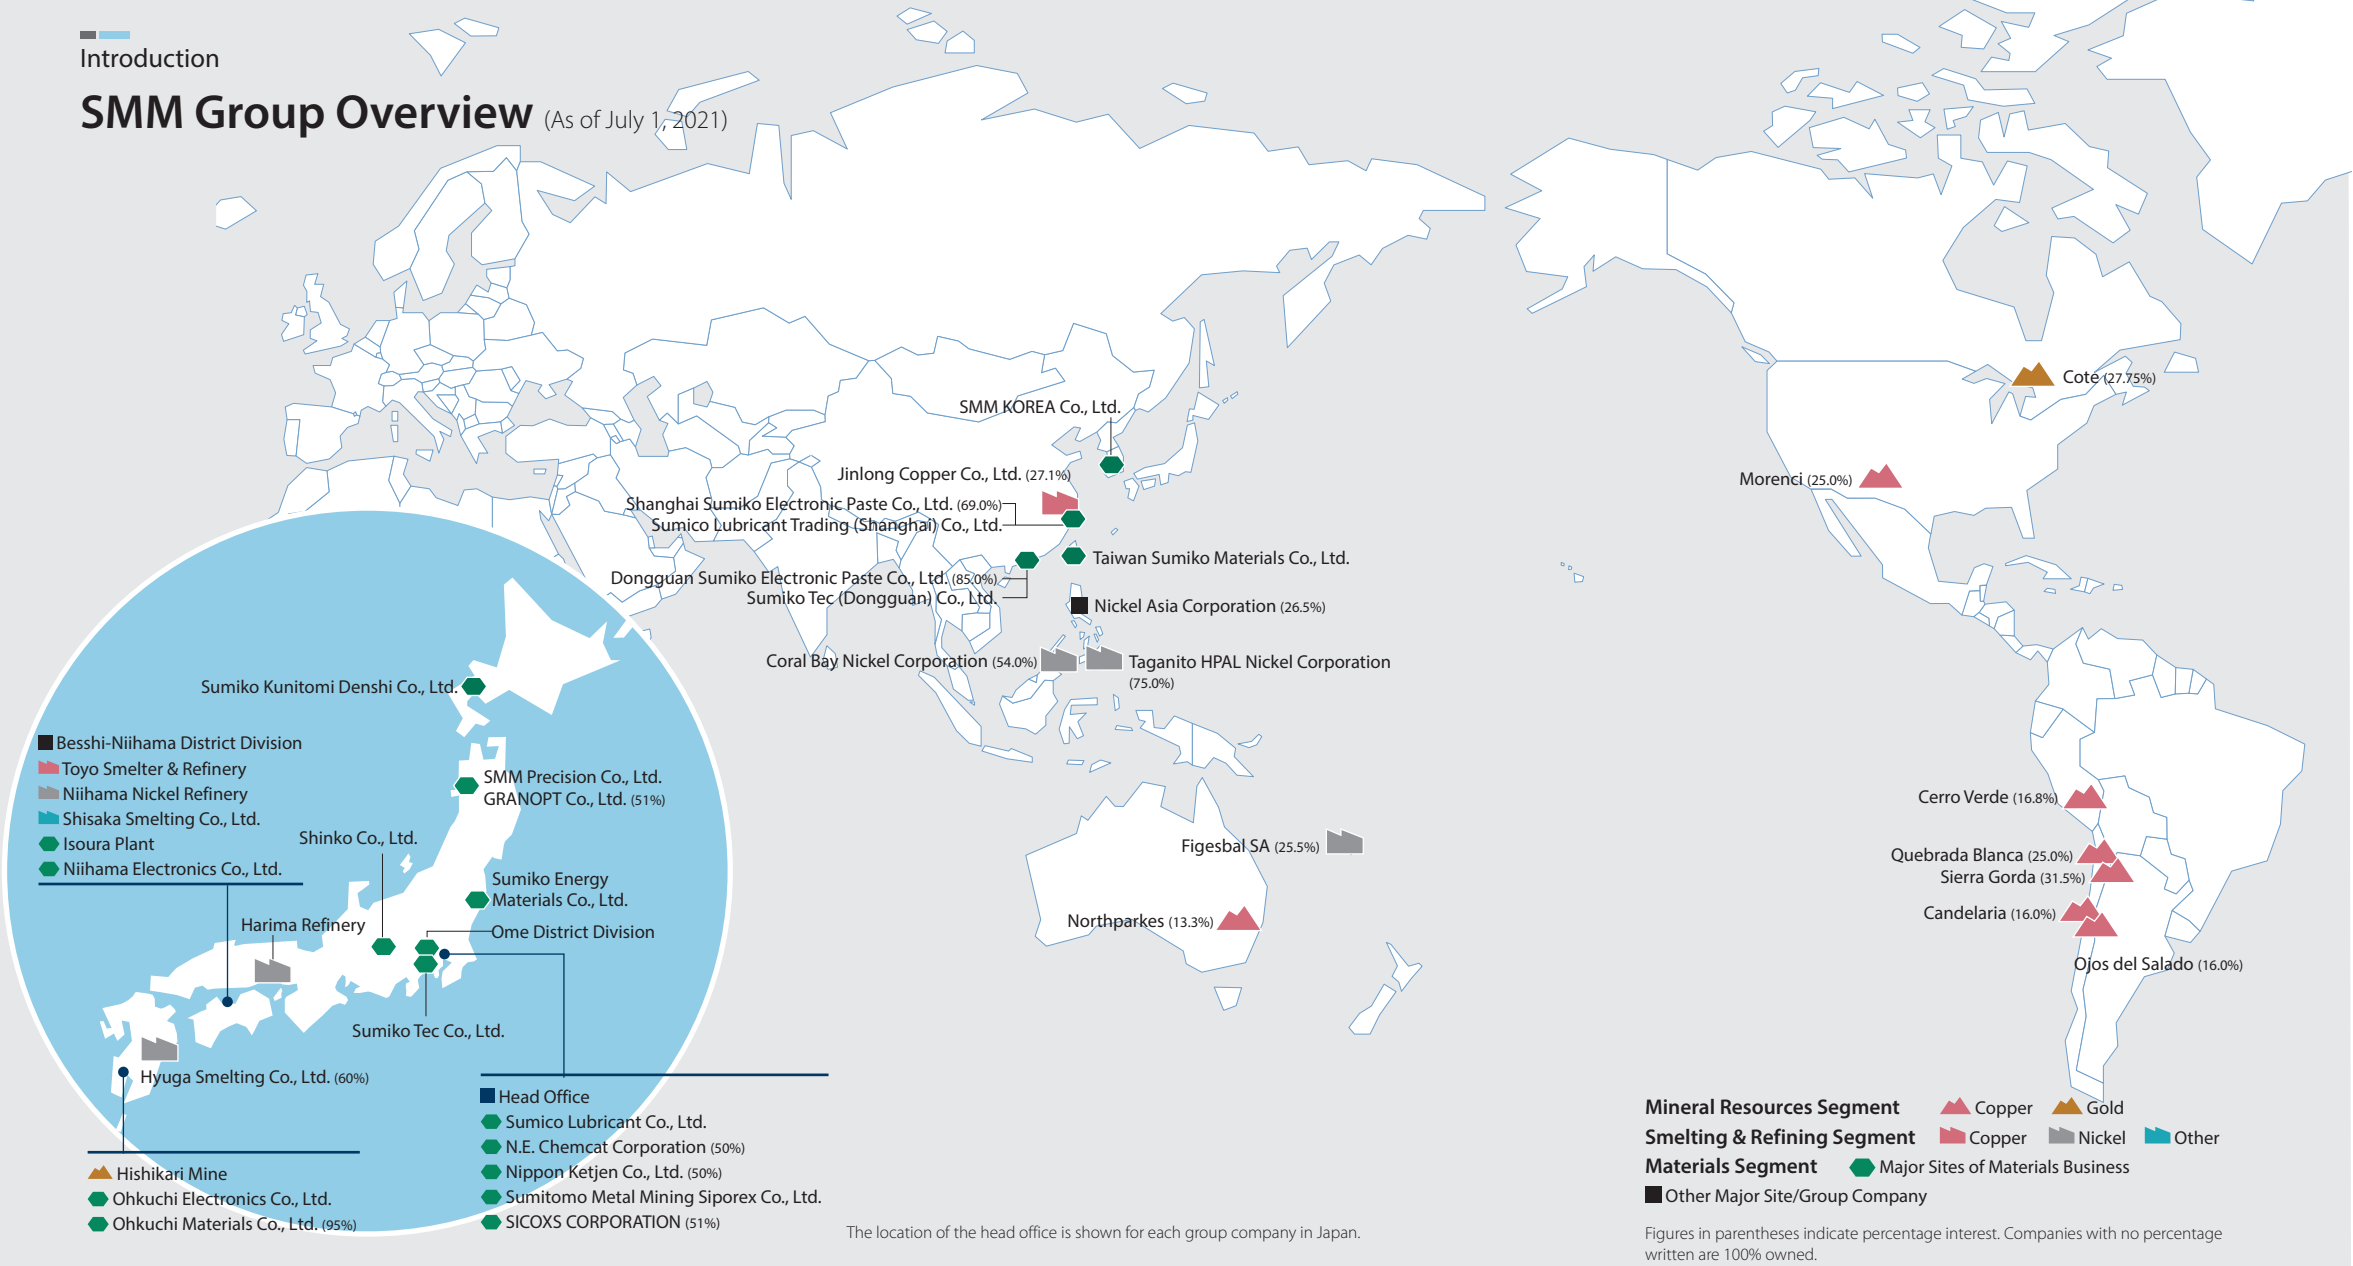 Introduction
SMM Group Overview (As of July 1, 2021)
SMM KOREA Co., Ltd.
Jinlong Copper Co., Ltd. (27.1%)
Shanghai Sumiko Electronic Paste Co., Ltd. (69.0%)
Sumico Lubricant Trading (Shanghai) Co., Ltd.
Taiwan Sumiko Materials Co., Ltd.
Dongguan Sumiko Electronic Paste Co., Ltd. (85.0%)
Sumiko Tec (Dongguan) Co., Ltd.
Nickel Asia Corporation (26.5%)
Coral Bay Nickel Corporation (54.0%)
Taganito HPAL Nickel Corporation
(75.0%)
Figesbal SA (25.5%)
Northparkes (13.3%)
Cote (27.75%)
Morenci (25.0%)
Cerro Verde (16.8%)
Quebrada Blanca (25.0%)
Sierra Gorda (31.5%)
Candelaria (16.0%)
Ojos del Salado (16.0%)
Sumiko Kunitomi Denshi Co., Ltd.
Besshi-Niihama District Division
Toyo Smelter & Refinery
Niihama Nickel Refinery
Shisaka Smelting Co., Ltd.
Isoura Plant
Niihama Electronics Co., Ltd.
SMM Precision Co., Ltd.
GRANOPT Co., Ltd. (51%)
Shinko Co., Ltd.
Sumiko Energy
Materials Co., Ltd.
Harima Refinery
Ome District Division
Sumiko Tec Co., Ltd.
Hyuga Smelting Co., Ltd. (60%)
Hishikari Mine
Ohkuchi Electronics Co., Ltd.
Ohkuchi Materials Co., Ltd. (95%)
Head Office
Sumico Lubricant Co., Ltd.
N.E. Chemcat Corporation (50%)
Nippon Ketjen Co., Ltd. (50%)
Sumitomo Metal Mining Siporex Co., Ltd.
SICOXS CORPORATION (51%)
The location of the head office is shown for each group company in Japan.
Mineral Resources Segment Copper Gold
Smelting & Refining Segment Copper Nickel Other
Materials Segment Major Sites of Materials Business
Other Major Site/Group Company
Figures in parentheses indicate percentage interest. Companies with no percentage
written are 100% owned.